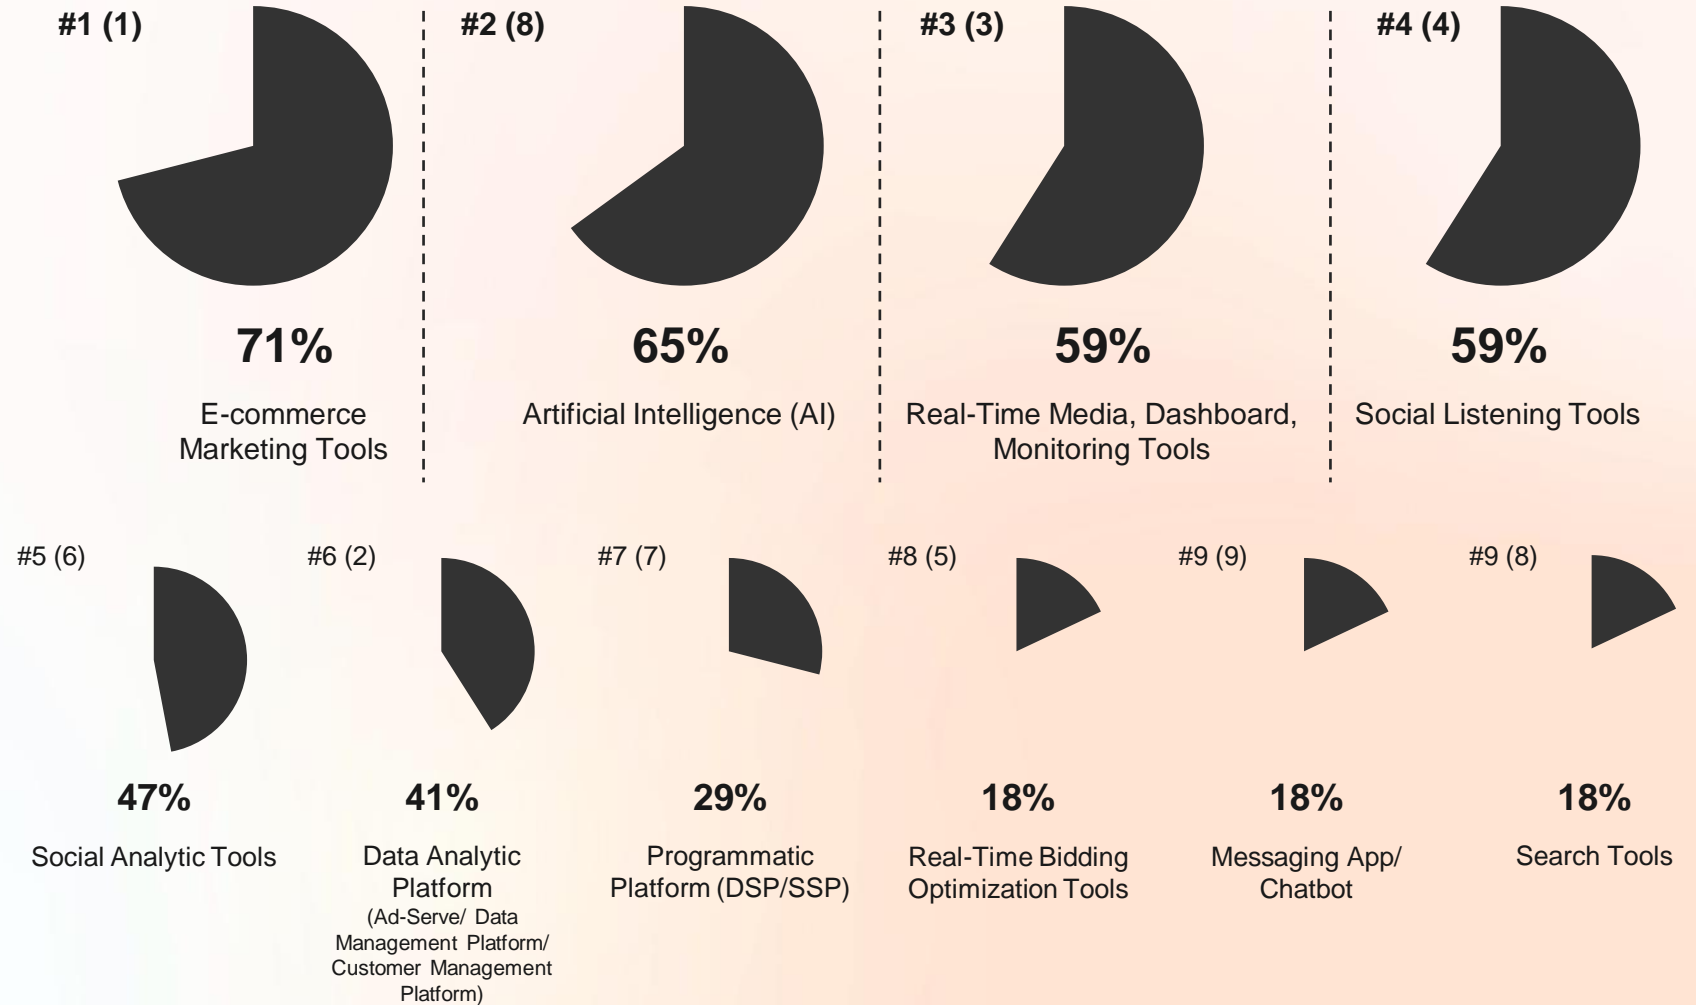 #1 (1)
71%
E-commerce
Marketing Tools
#2 (8)
65%
Artificial Intelligence (AI)
#3 (3)
59%
Real-Time Media, Dashboard,
Monitoring Tools
#4 (4)
59%
Social Listening Tools
#5 (6)
47%
Social Analytic Tools
#6 (2)
41%
Data Analytic
Platform
(Ad-Serve/ Data
Management Platform/
Customer Management
Platform)
#7 (7)
29%
Programmatic
Platform (DSP/SSP)
#8 (5)
18%
Real-Time Bidding
Optimization Tools
#9 (9)
18%
Messaging App/
Chatbot
#9 (8)
18%
Search Tools